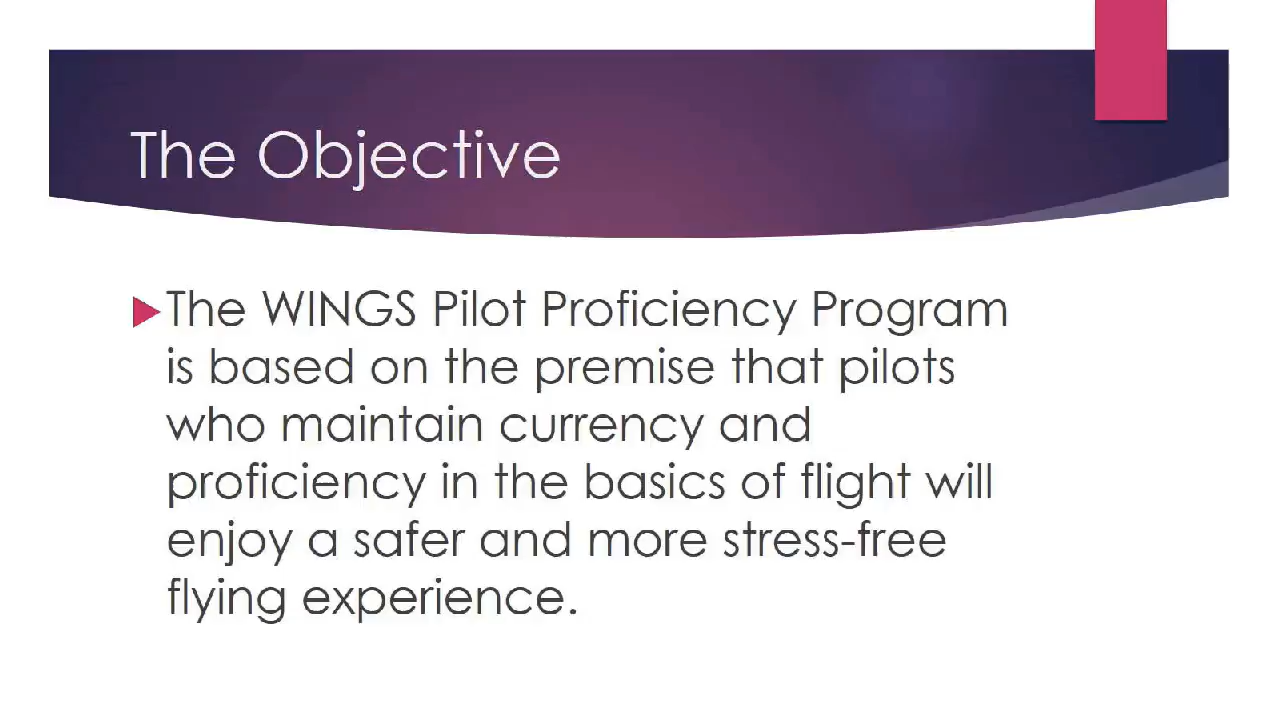 The Objective
The WINGS Pilot Proficiency Program
is based on the premise that pilots
who maintain currency and
proficiency in the basics of flight will
enjoy a safer and more stress-free
flying experience.